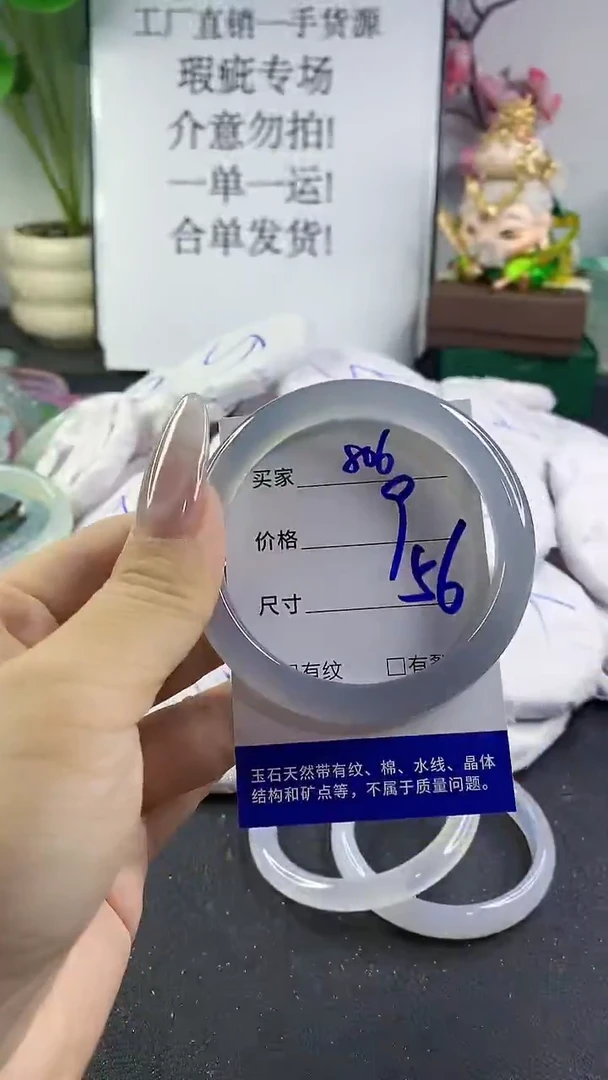 工厂直销一手货源
瑕疵专场
介意勿拍!
一单一运!
合单发货!
买家 806
价格 9
尺寸 56
有纹 □有裂
玉石天然带有纹、棉、水线、晶体
结构和矿点等，不属于质量问题。